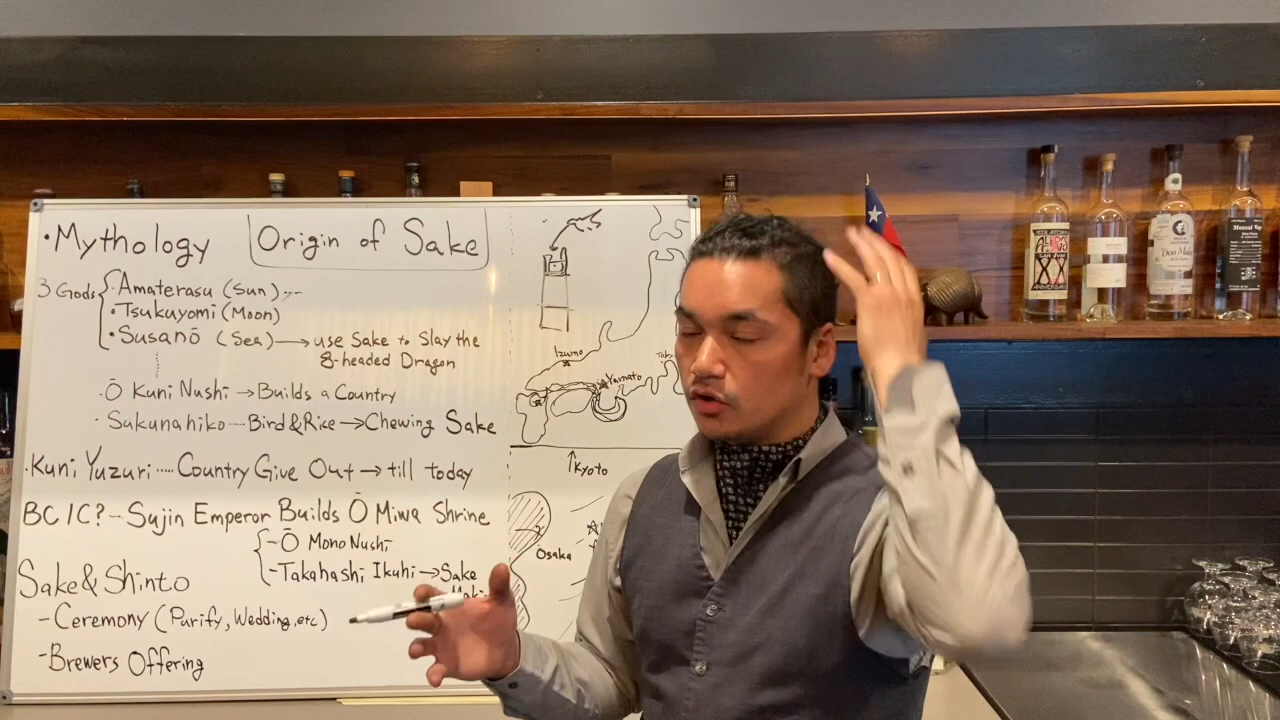 • Mythology
Origin of Sake
3 Gods
• Amaterasu (Sun) ...
• Tsukuyomi (Moon)
• Susanō (Sea) → use Sake to Slay the
8-headed Dragon
Ō Kuni Nushi → Builds a Country
• Sukunahiko .... Bird & Rice → Chewing Sake
• Kuni Yuzuri ..... Country Give Out → till today
BC 1C? ... Sujin Emperor Builds Ō Miwa Shrine
- Ō Mono Nushi
- Takahashi Ikuhi → Sake
Sake & Shinto
- Ceremony (Purify, Wedding, etc)
- Brewers Offering
Izumo
Yamato
↑ Kyoto
Osaka
Mezcal